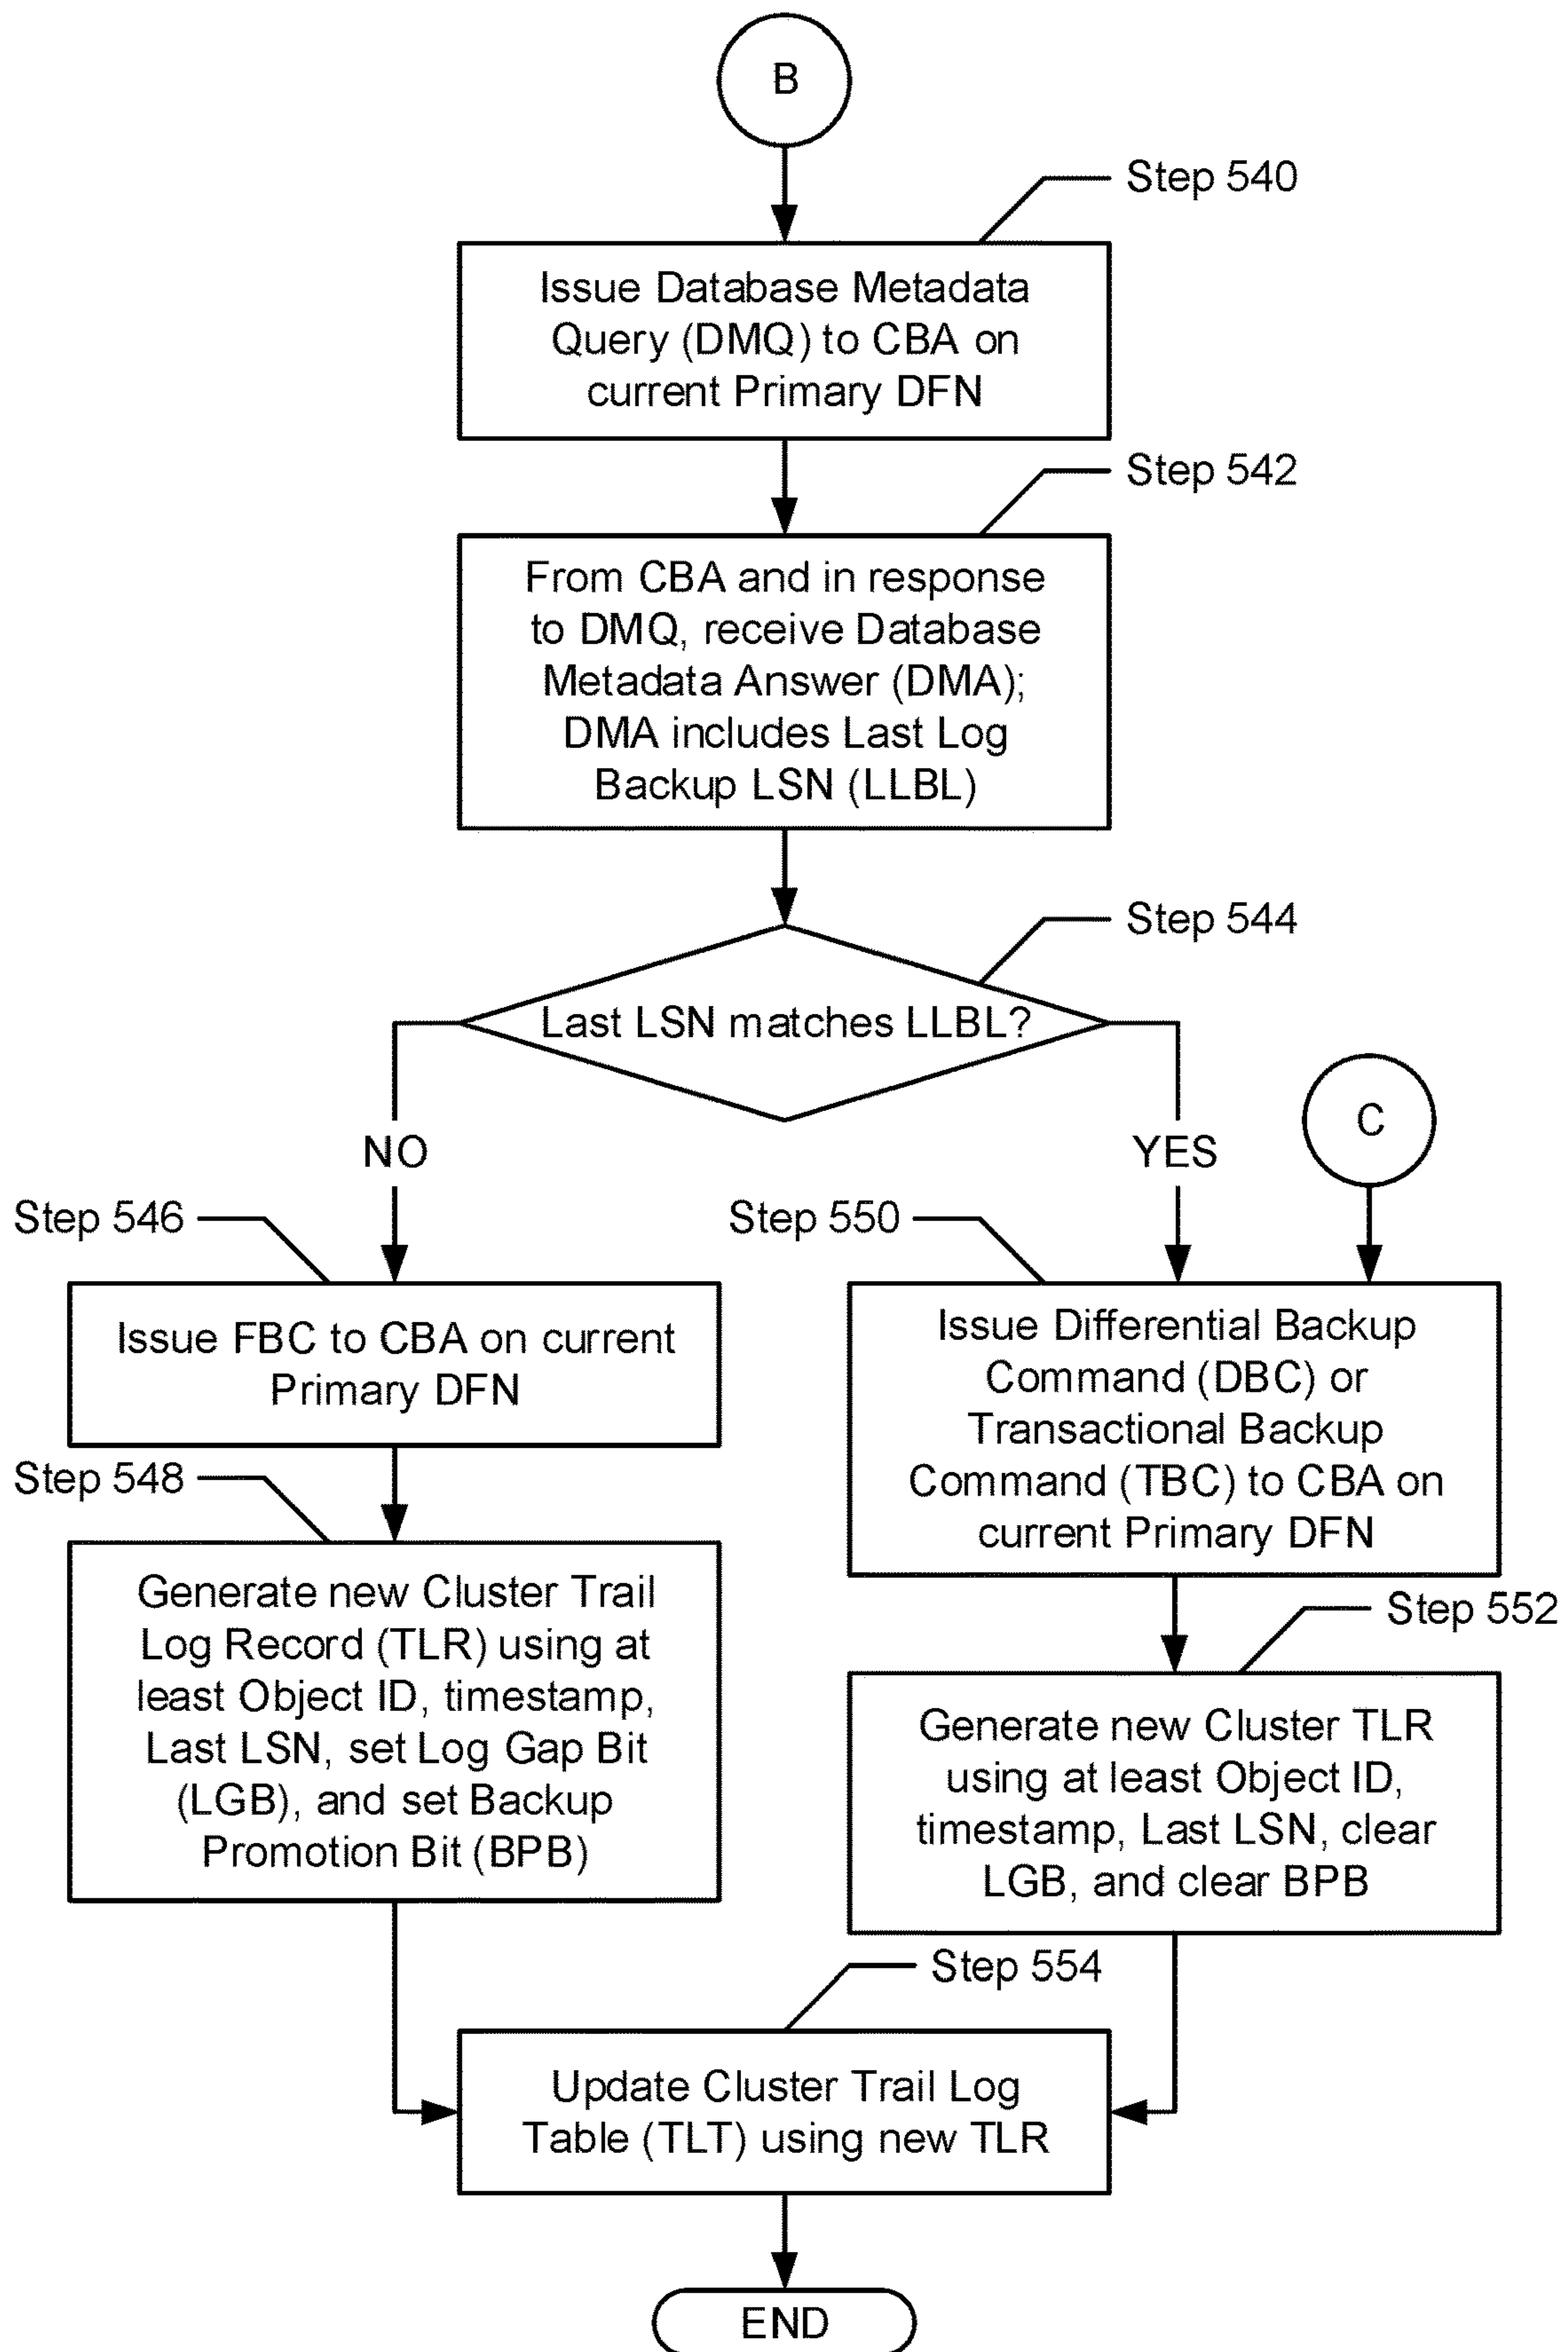 B
Step 540
Issue Database Metadata
Query (DMQ) to CBA on
current Primary DFN
Step 542
From CBA and in response
to DMQ, receive Database
Metadata Answer (DMA);
DMA includes Last Log
Backup LSN (LLBL)
Step 544
Last LSN matches LLBL?
NO
YES
C
Step 546
Issue FBC to CBA on current
Primary DFN
Step 548
Generate new Cluster Trail
Log Record (TLR) using at
least Object ID, timestamp,
Last LSN, set Log Gap Bit
(LGB), and set Backup
Promotion Bit (BPB)
Step 550
Issue Differential Backup
Command (DBC) or
Transactional Backup
Command (TBC) to CBA on
current Primary DFN
Step 552
Generate new Cluster TLR
using at least Object ID,
timestamp, Last LSN, clear
LGB, and clear BPB
Step 554
Update Cluster Trail Log
Table (TLT) using new TLR
END